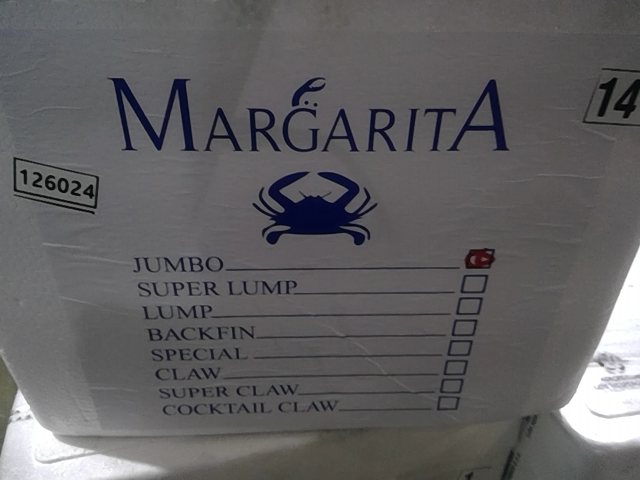 MARGARITA
14
126024
JUMBO
SUPER LUMP
LUMP
BACKFIN
SPECIAL
CLAW
SUPER CLAW
COCKTAIL CLAW